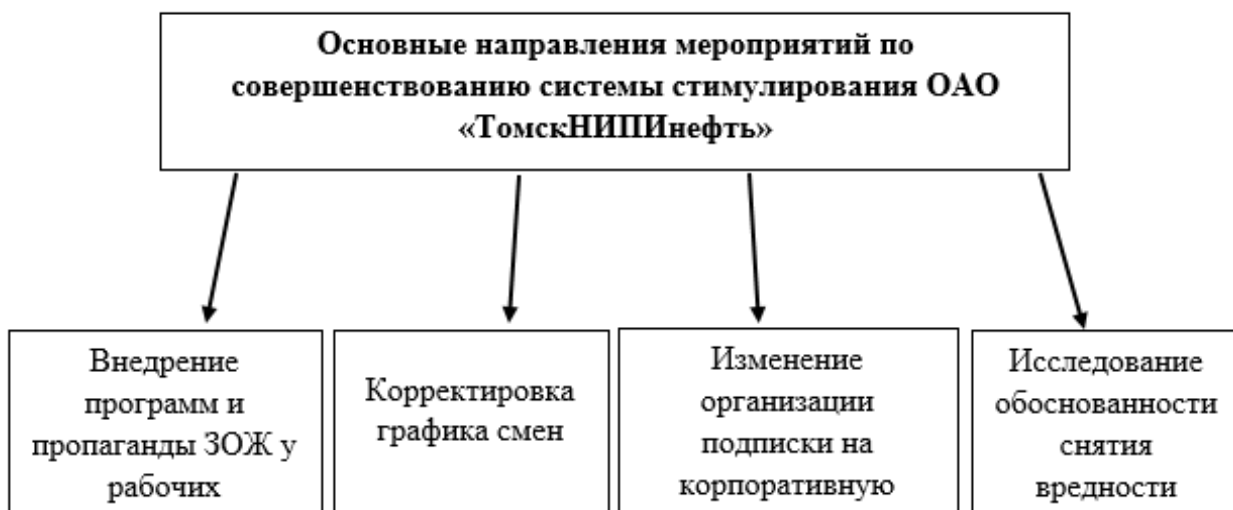 Основные направления мероприятий по
совершенствованию системы стимулирования ОАО
«ТомскНИПИнефть»
Внедрение
программ и
пропаганды ЗОЖ у
рабочих
Корректировка
графика смен
Изменение
организации
подписки на
корпоративную
Исследование
обоснованности
снятия
вредности